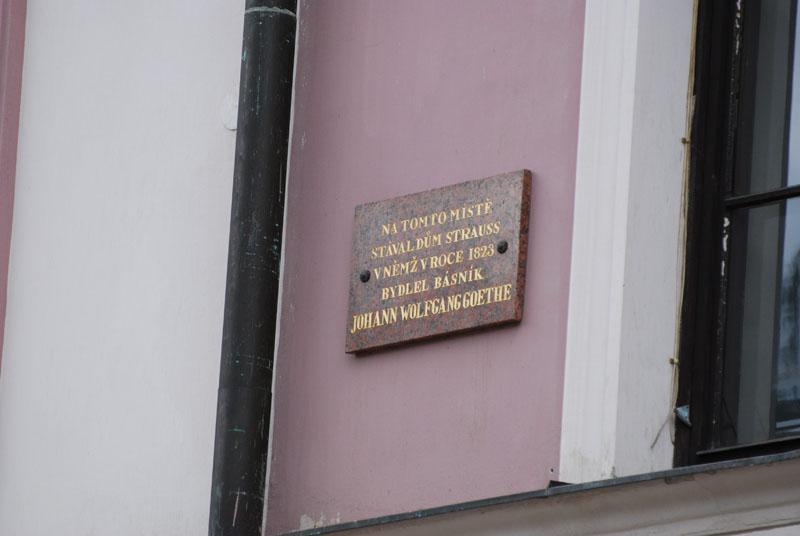 NA TOMTO MÍSTĚ
STÁVAL DŮM STRAUSS
V NĚMŽ V ROCE 1823
BYDLEL BÁSNÍK
JOHANN WOLFGANG GOETHE